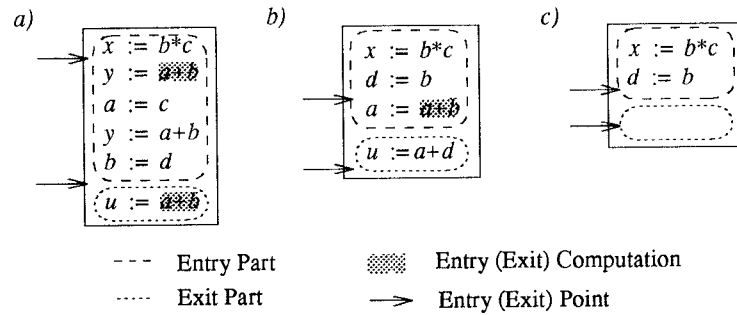 a)
x := b*c
y := a+b
a := c
y := a+b
b := d
u := a+b
b)
x := b*c
d := b
a := a+b
u := a+d
c)
x := b*c
d := b
Entry Part
Entry (Exit) Computation
Exit Part
Entry (Exit) Point